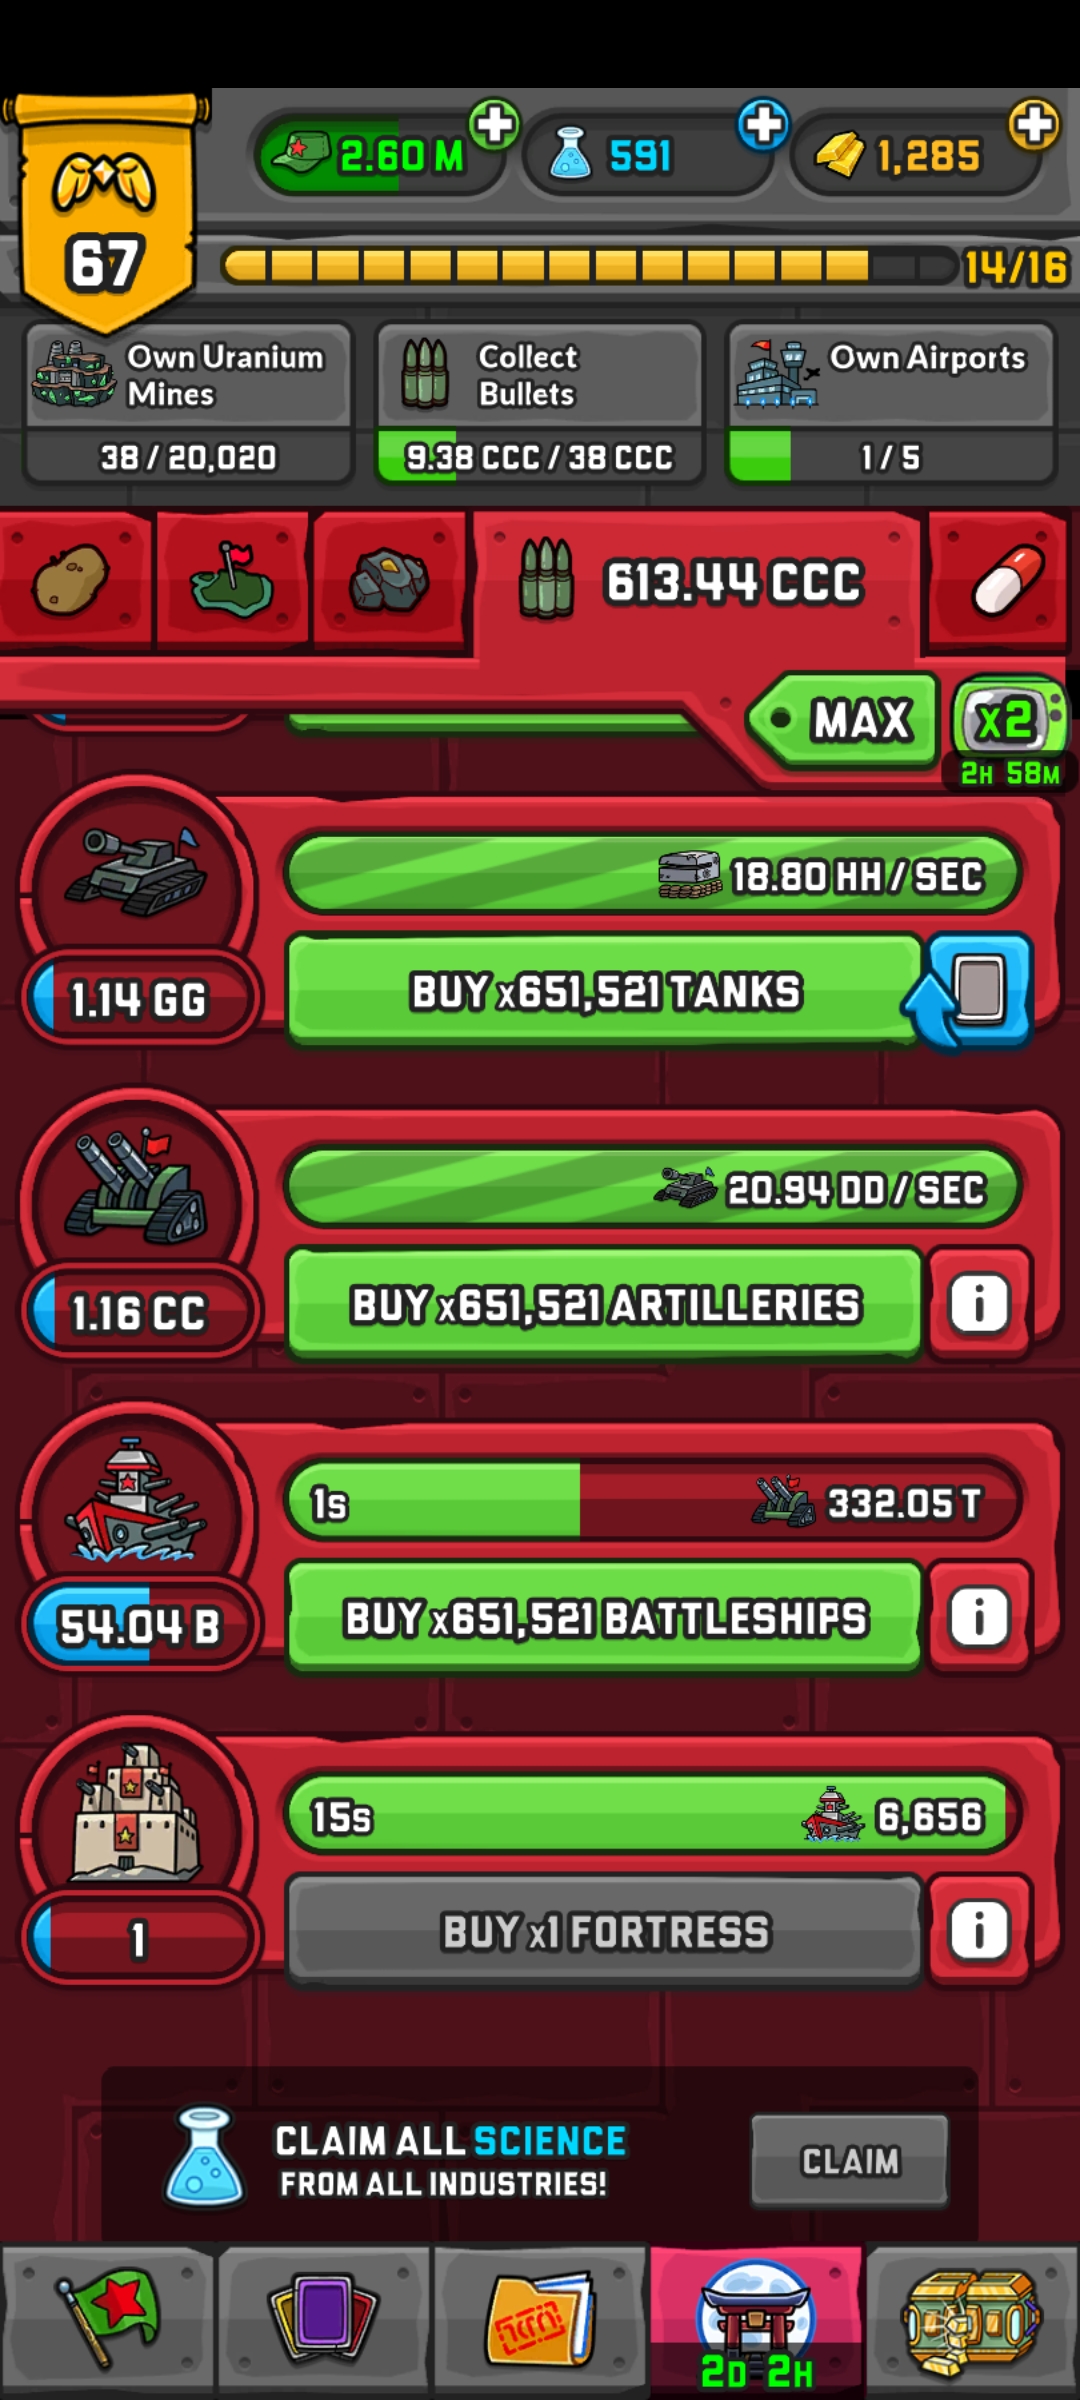 2.60 M
591
1,285
67
14/16
Own Uranium
Mines
38 / 20,020
Collect
Bullets
9.38 CCC / 38 CCC
Own Airports
1 / 5
613.44 CCC
MAX
x2
2H 58M
18.80 HH / SEC
1.14 GG
BUY x651,521 TANKS
20.94 DD / SEC
1.16 CC
BUY x651,521 ARTILLERIES
i
1s
332.05 T
54.04 B
BUY x651,521 BATTLESHIPS
i
15s
6,656
1
BUY x1 FORTRESS
i
CLAIM ALL SCIENCE
FROM ALL INDUSTRIES!
CLAIM
2D 2H